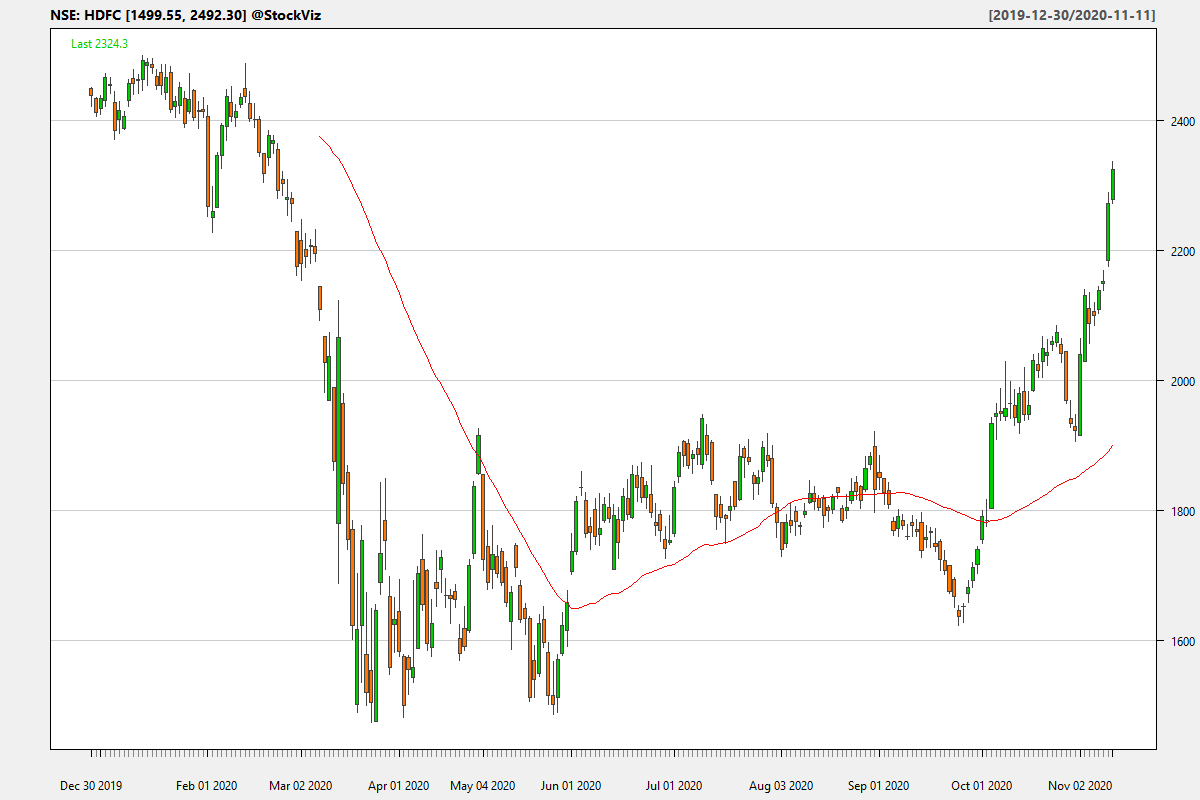 NSE: HDFC [1499.55, 2492.30] @StockViz
[2019-12-30/2020-11-11]
Last 2324.3
2400
2200
2000
1800
1600
Dec 30 2019
Feb 01 2020
Mar 02 2020
Apr 01 2020
May 04 2020
Jun 01 2020
Jul 01 2020
Aug 03 2020
Sep 01 2020
Oct 01 2020
Nov 02 2020